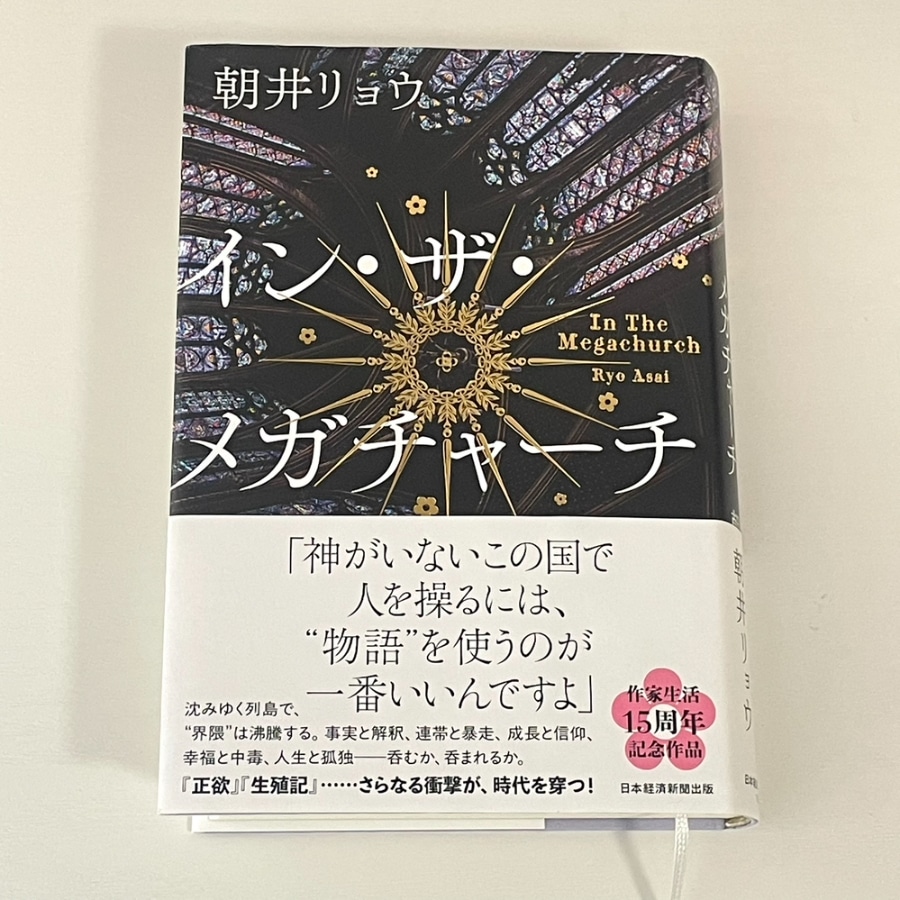 朝井リョウ
イン・ザ・
In The
Megachurch
Ryo Asai
メガチャーチ
「神がいないこの国で
人を操るには、
“物語”を使うのが
一番いいんですよ」
沈みゆく列島で、
“界隈”は沸騰する。事実と解釈、連帯と暴走、成長と信仰、
幸福と中毒、人生と孤独──呑むか、呑まれるか。
『正欲』『生殖記』……さらなる衝撃が、時代を穿つ!
作家生活
15周年
記念作品
日本経済新聞出版
メガチャーチ
朝井リョウ